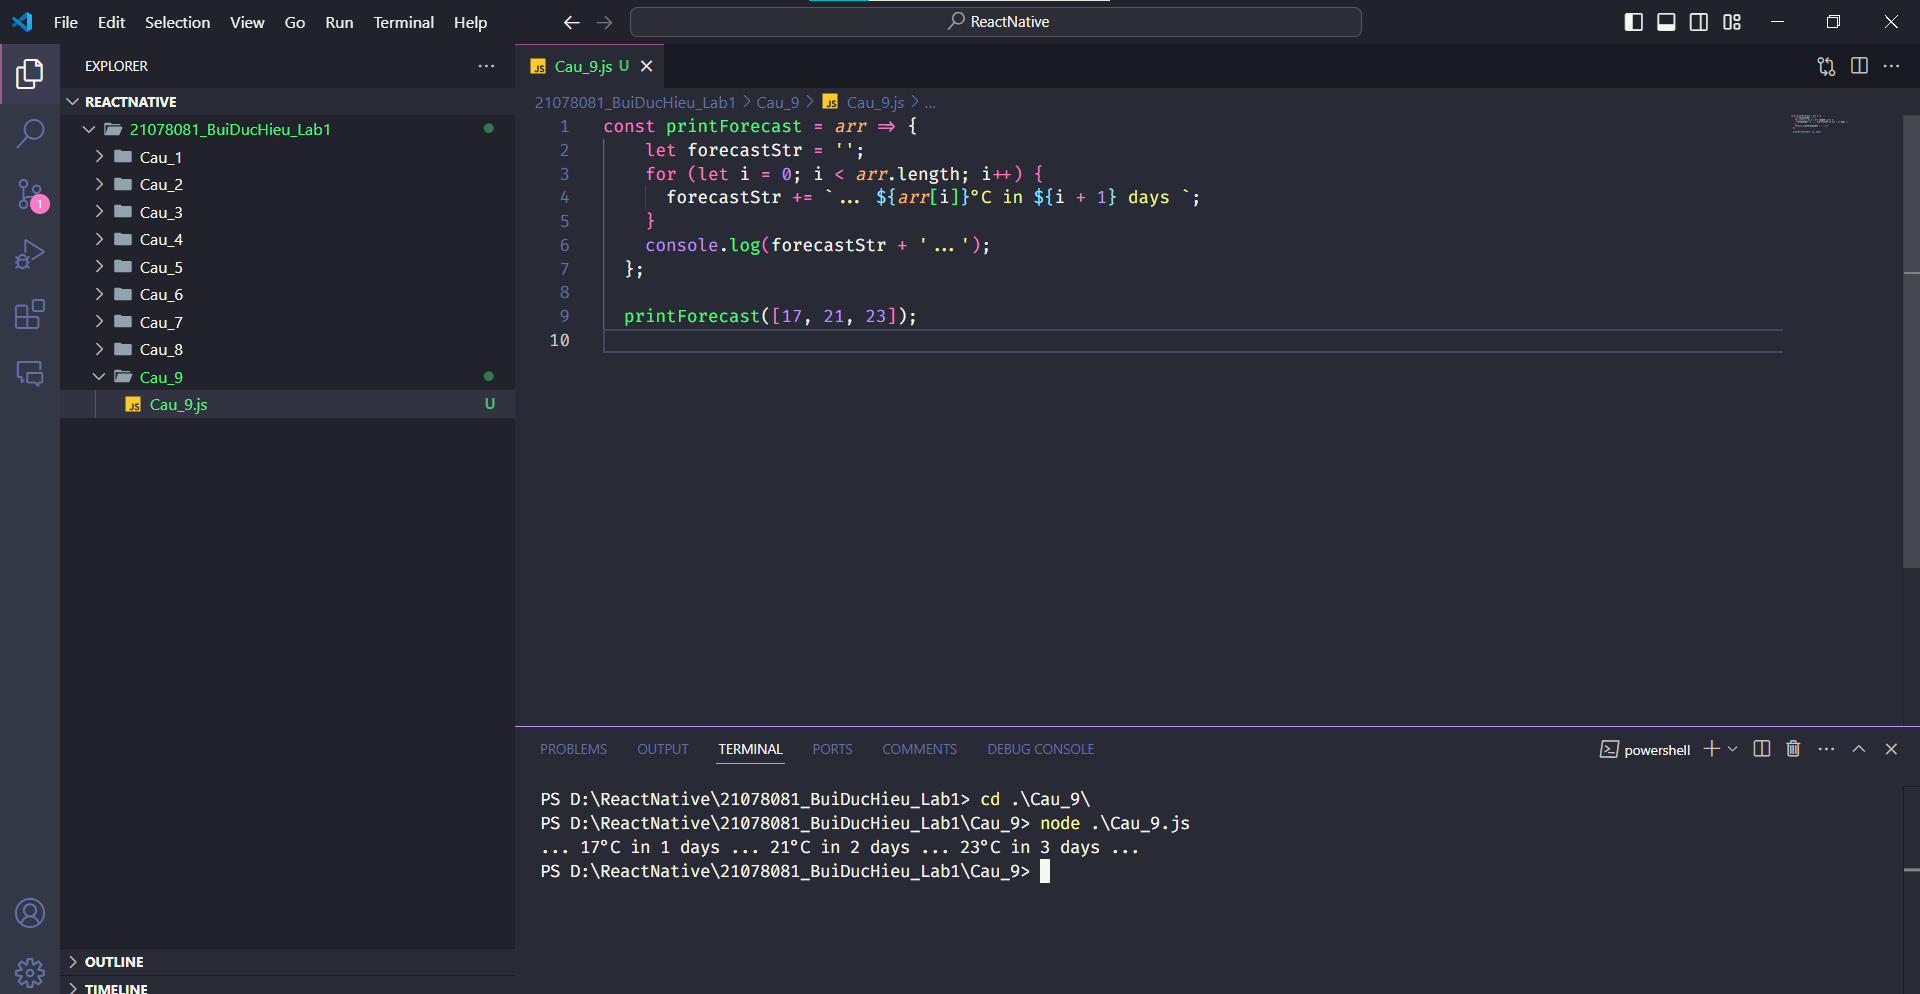 File Edit Selection View Go Run Terminal Help
ReactNative
EXPLORER
REACTNATIVE
21078081_BuiDucHieu_Lab1
Cau_1
Cau_2
Cau_3
Cau_4
Cau_5
Cau_6
Cau_7
Cau_8
Cau_9
JS Cau_9.js U
OUTLINE
TIMELINE
1
JS Cau_9.js U
21078081_BuiDucHieu_Lab1 > Cau_9 > JS Cau_9.js > ...
1 const printForecast = arr => {
2 let forecastStr = '';
3 for (let i = 0; i < arr.length; i++) {
4 forecastStr += `... ${arr[i]}°C in ${i + 1} days `;
5 }
6 console.log(forecastStr + '...');
7 };
8
9 printForecast([17, 21, 23]);
10
PROBLEMS OUTPUT TERMINAL PORTS COMMENTS DEBUG CONSOLE
powershell
PS D:\ReactNative\21078081_BuiDucHieu_Lab1> cd .\Cau_9\
PS D:\ReactNative\21078081_BuiDucHieu_Lab1\Cau_9> node .\Cau_9.js
... 17°C in 1 days ... 21°C in 2 days ... 23°C in 3 days ...
PS D:\ReactNative\21078081_BuiDucHieu_Lab1\Cau_9>